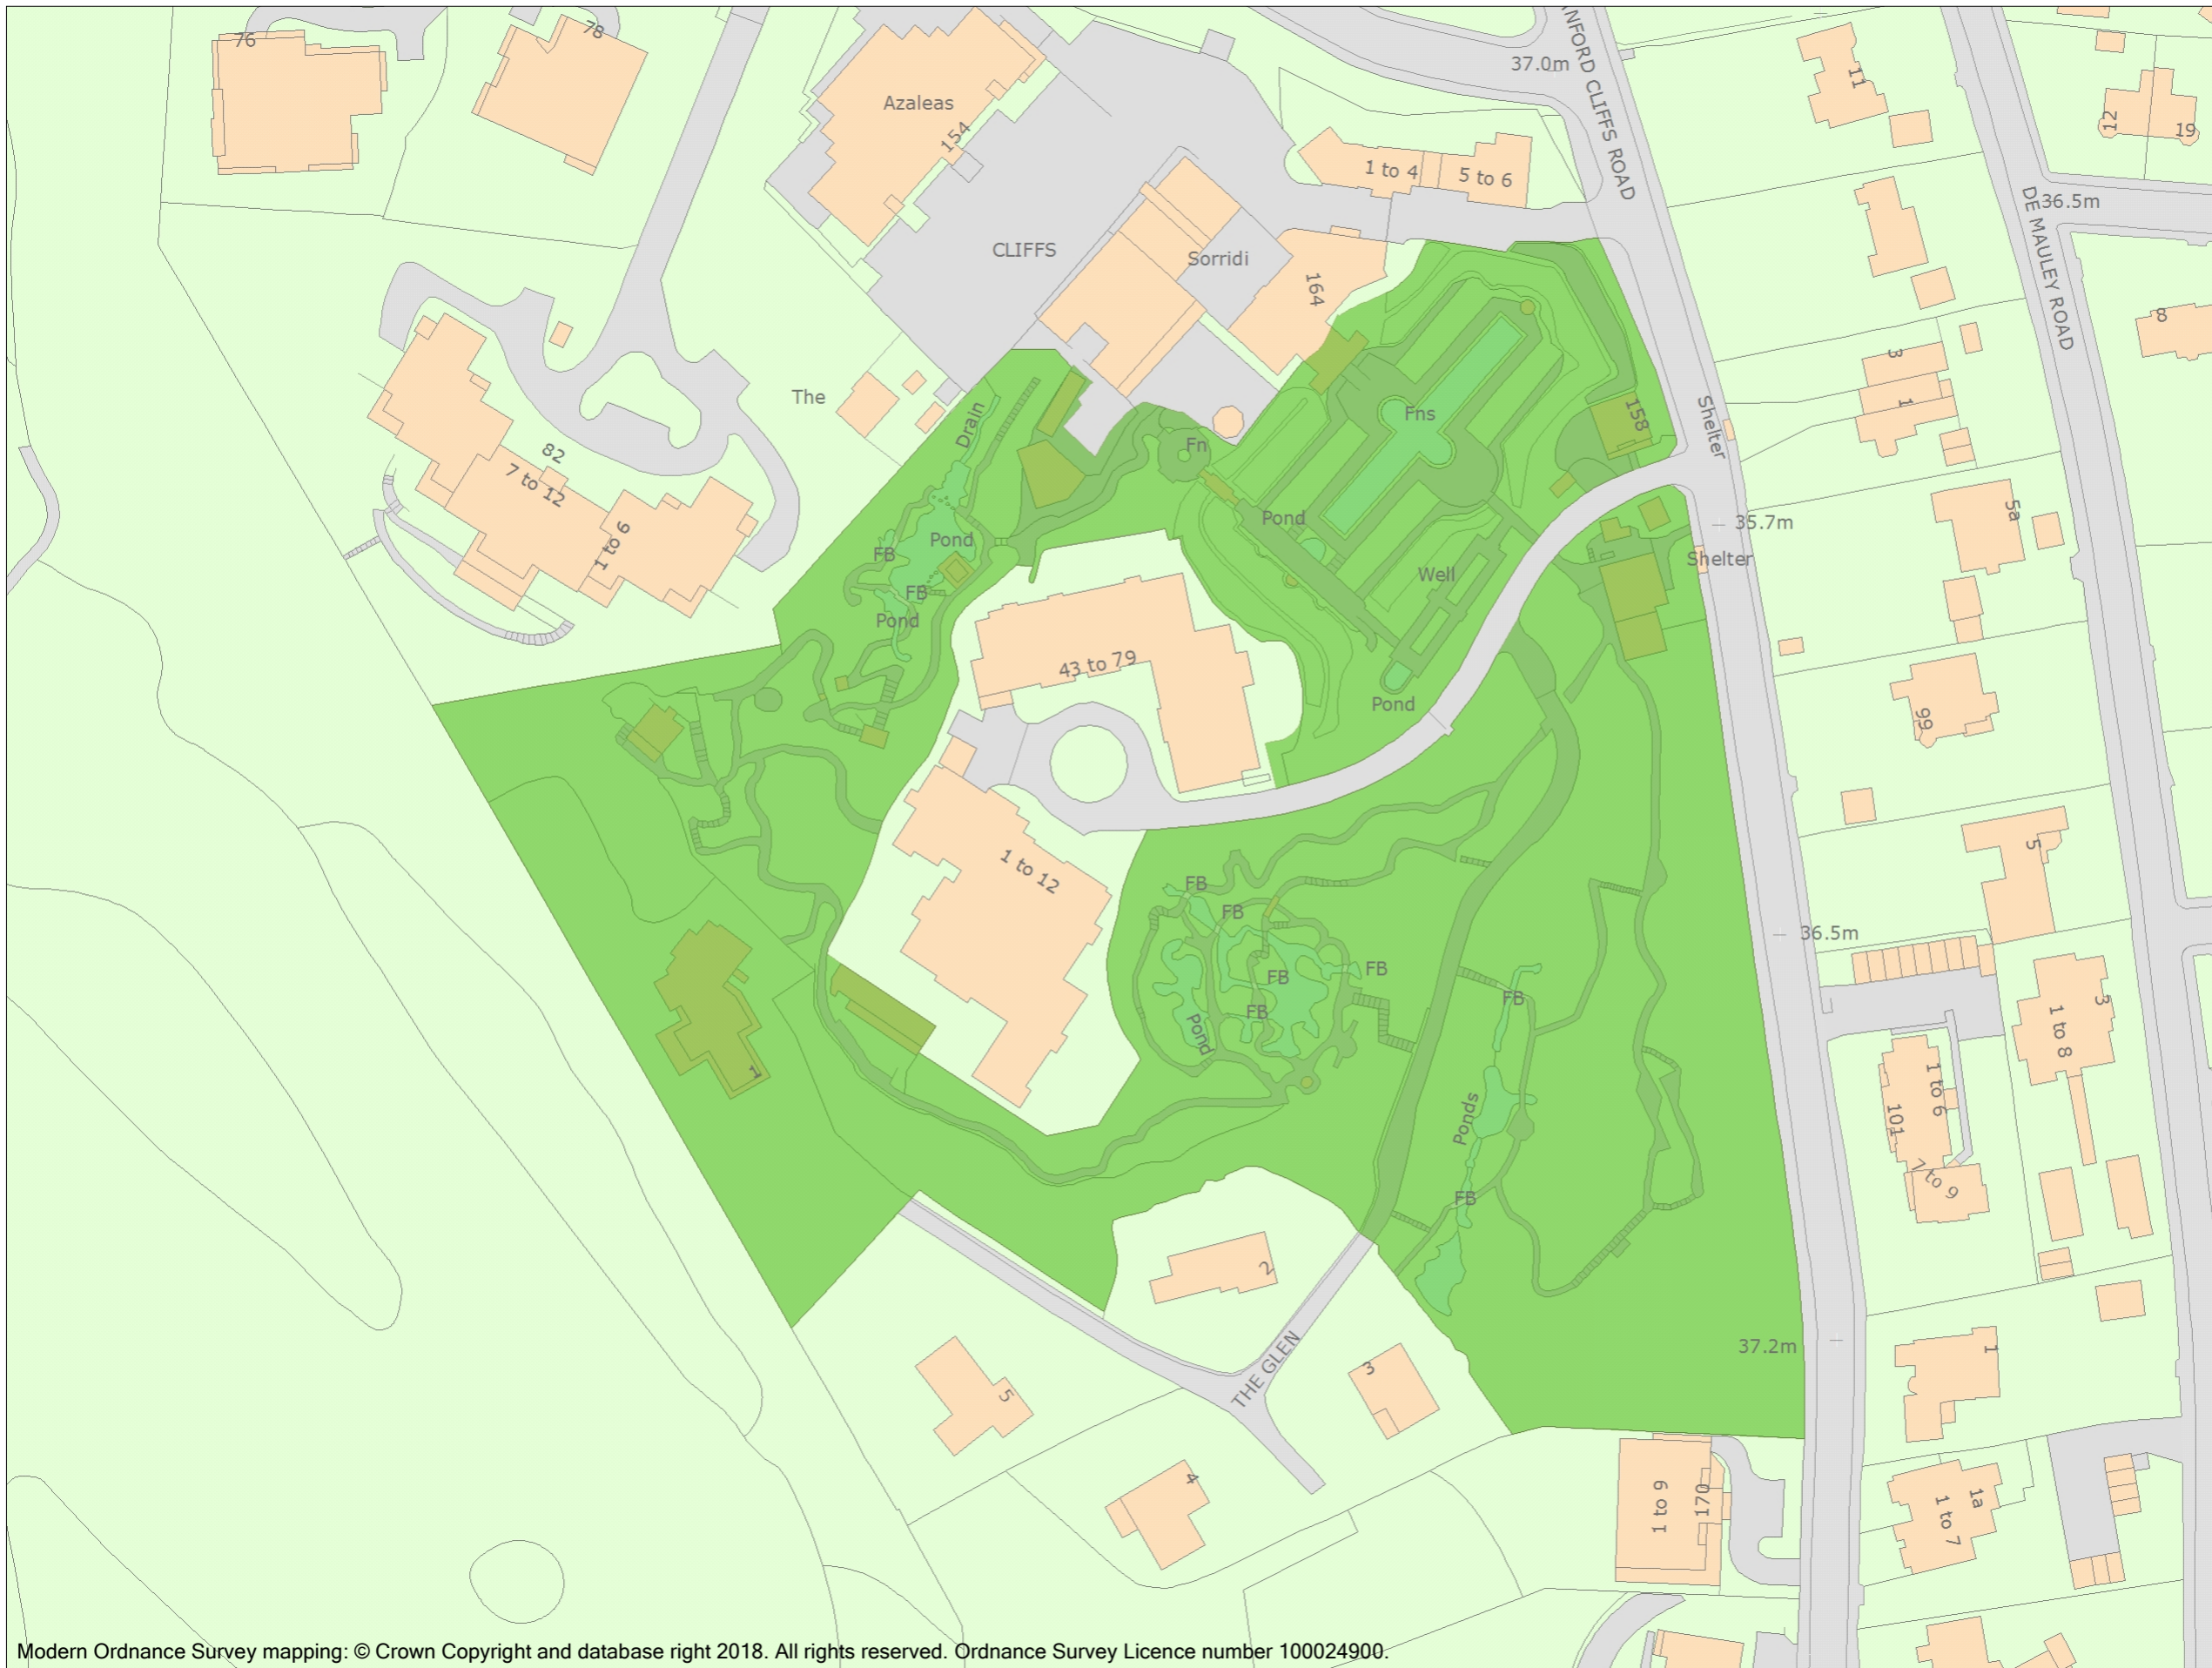 76
78
Azaleas
154
CLIFFS
Sorridi
164
1 to 4
5 to 6
37.0m
NFORD CLIFFS ROAD
11
12
19
36.5m
DE MAULEY ROAD
8
3
1
The
Drain
Fn
Fns
158
Shelter
82
7 to 12
1 to 6
FB
Pond
FB
Pond
Pond
Well
Pond
35.7m
Shelter
5a
99
43 to 79
1 to 12
5
FB
FB
FB
FB
FB
Pond
FB
Ponds
FB
36.5m
3
1 to 8
1 to 6
101
7 to 9
1
2
THE GLEN
3
5
4
37.2m
1
1 to 9
170
1a
1 to 7
Modern Ordnance Survey mapping: © Crown Copyright and database right 2018. All rights reserved. Ordnance Survey Licence number 100024900.